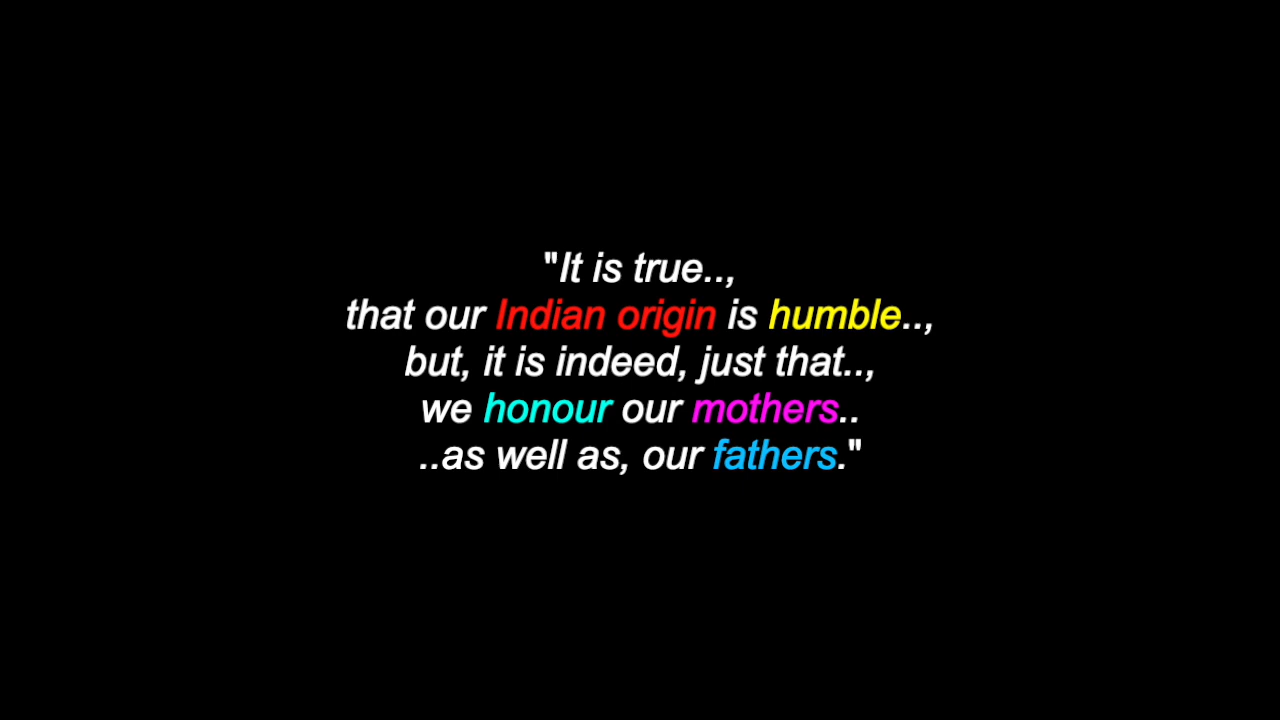 "It is true..,
that our Indian origin is humble..,
but, it is indeed, just that..,
we honour our mothers..
..as well as, our fathers."